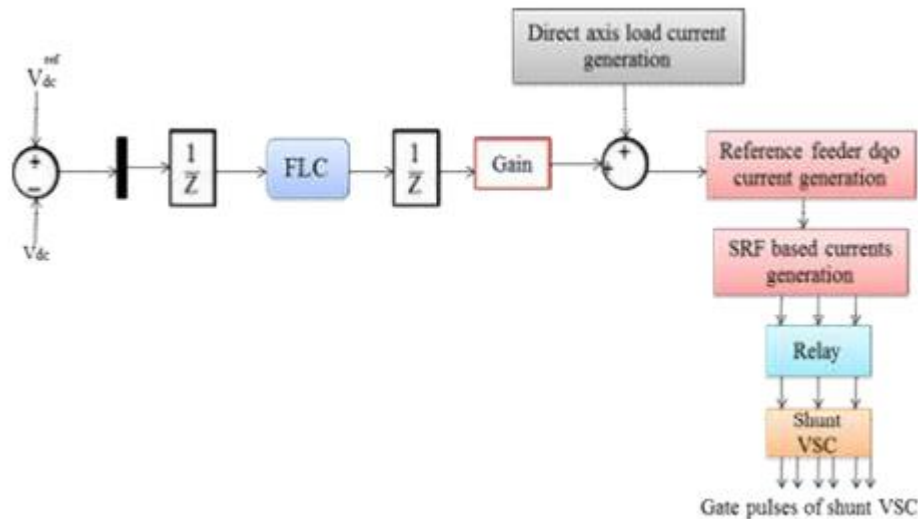 Direct axis load current
generation
V_dc^ref
+
−
V_dc
1
Z
FLC
1
Z
Gain
+
+
Reference feeder dqo
current generation
SRF based currents
generation
Relay
Shunt
VSC
Gate pulses of shunt VSC